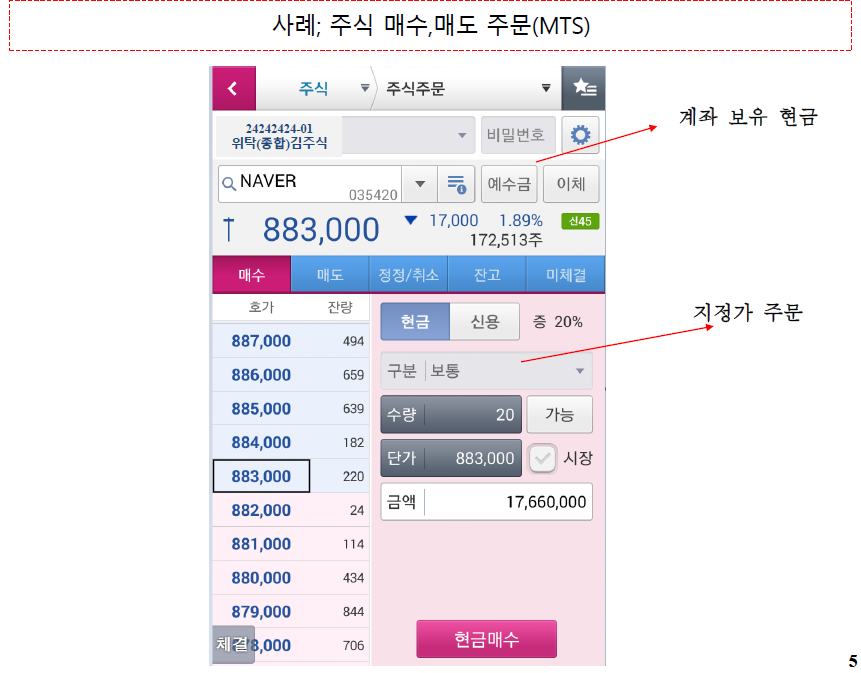 사례; 주식 매수,매도 주문(MTS)
주식 주식주문
계좌 보유 현금
24242424-01
위탁(종합)김주식
비밀번호
NAVER
035420
예수금 이체
883,000 17,000 1.89%
172,513주
신45
매수 매도 정정/취소 잔고 미체결
호가 잔량
현금 신용 증 20%
지정가 주문
887,000 494
886,000 659
구분 보통
885,000 639
수량 20 가능
884,000 182
단가 883,000 시장
883,000 220
금액 17,660,000
882,000 24
881,000 114
880,000 434
879,000 844
체결 8,000 706
현금매수
5